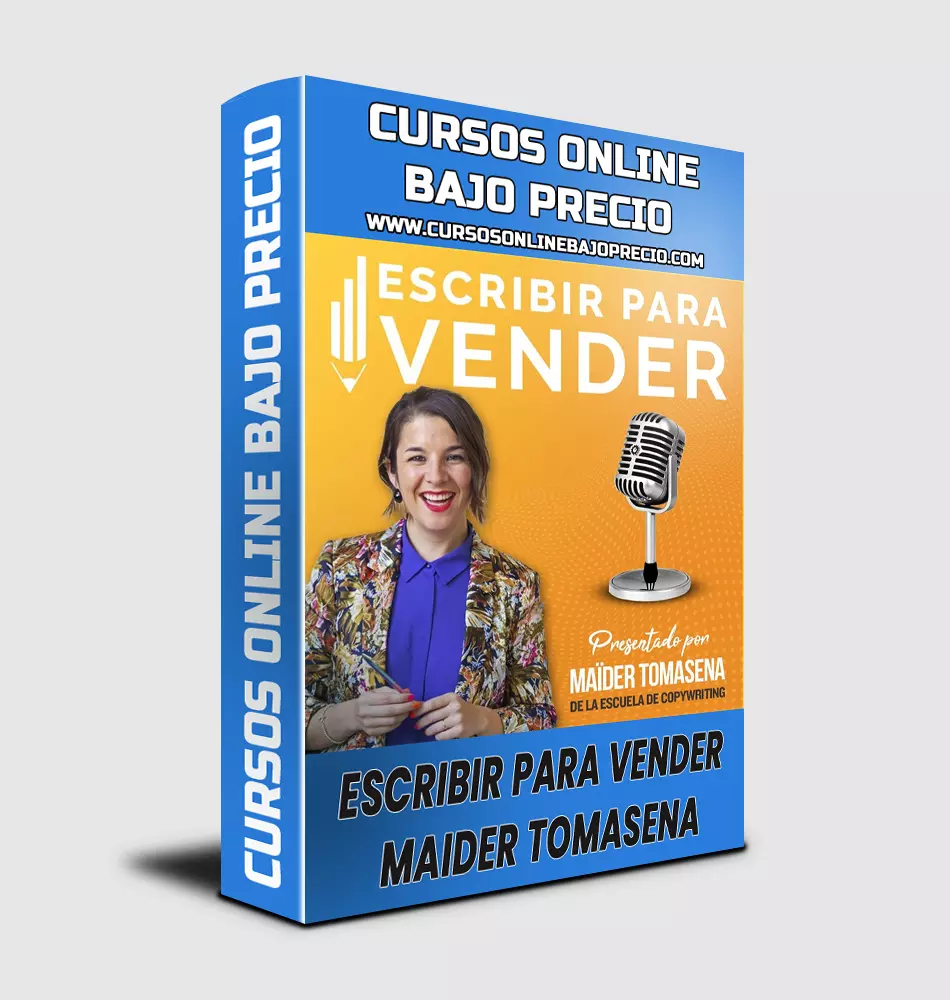 CURSOS ONLINE BAJO PRECIO
CURSOS ONLINE
BAJO PRECIO
WWW.CURSOSONLINEBAJOPRECIO.COM
ESCRIBIR PARA
VENDER
Presentado por
MAÏDER TOMASENA
DE LA ESCUELA DE COPYWRITING
ESCRIBIR PARA VENDER
MAIDER TOMASENA